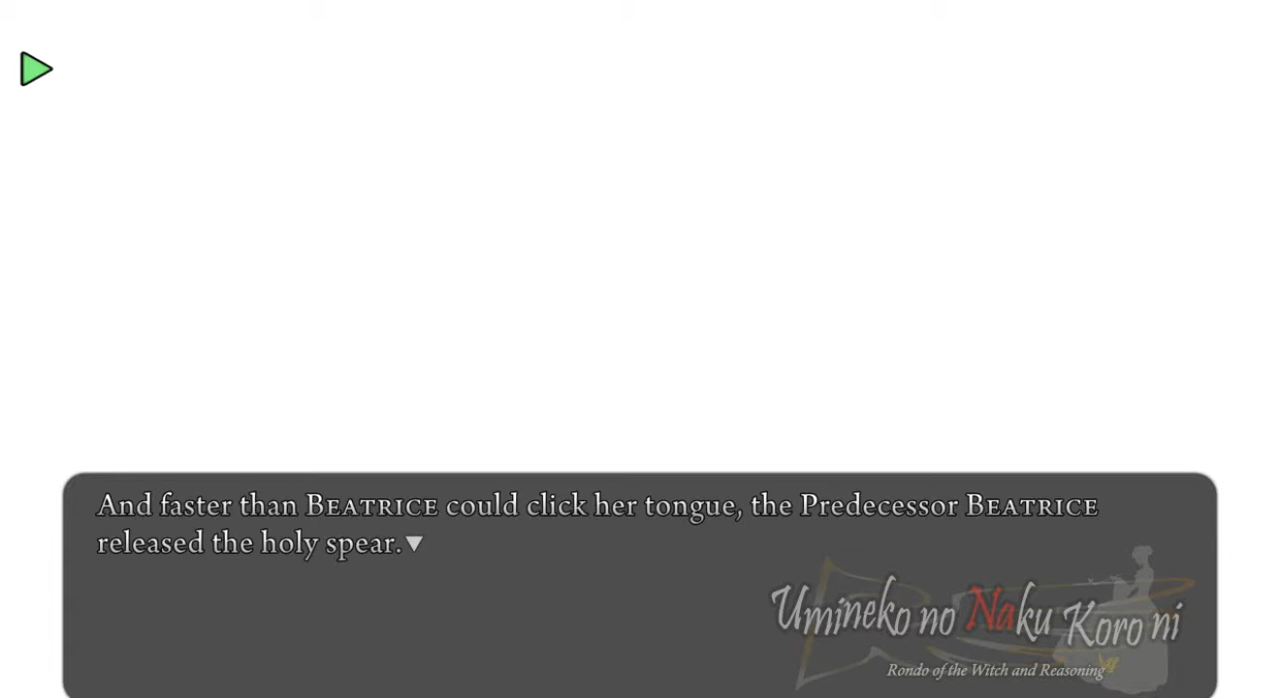 And faster than BEATRICE could click her tongue, the Predecessor BEATRICE
released the holy spear.
Umineko no Naku Koro ni
Rondo of the Witch and Reasoning